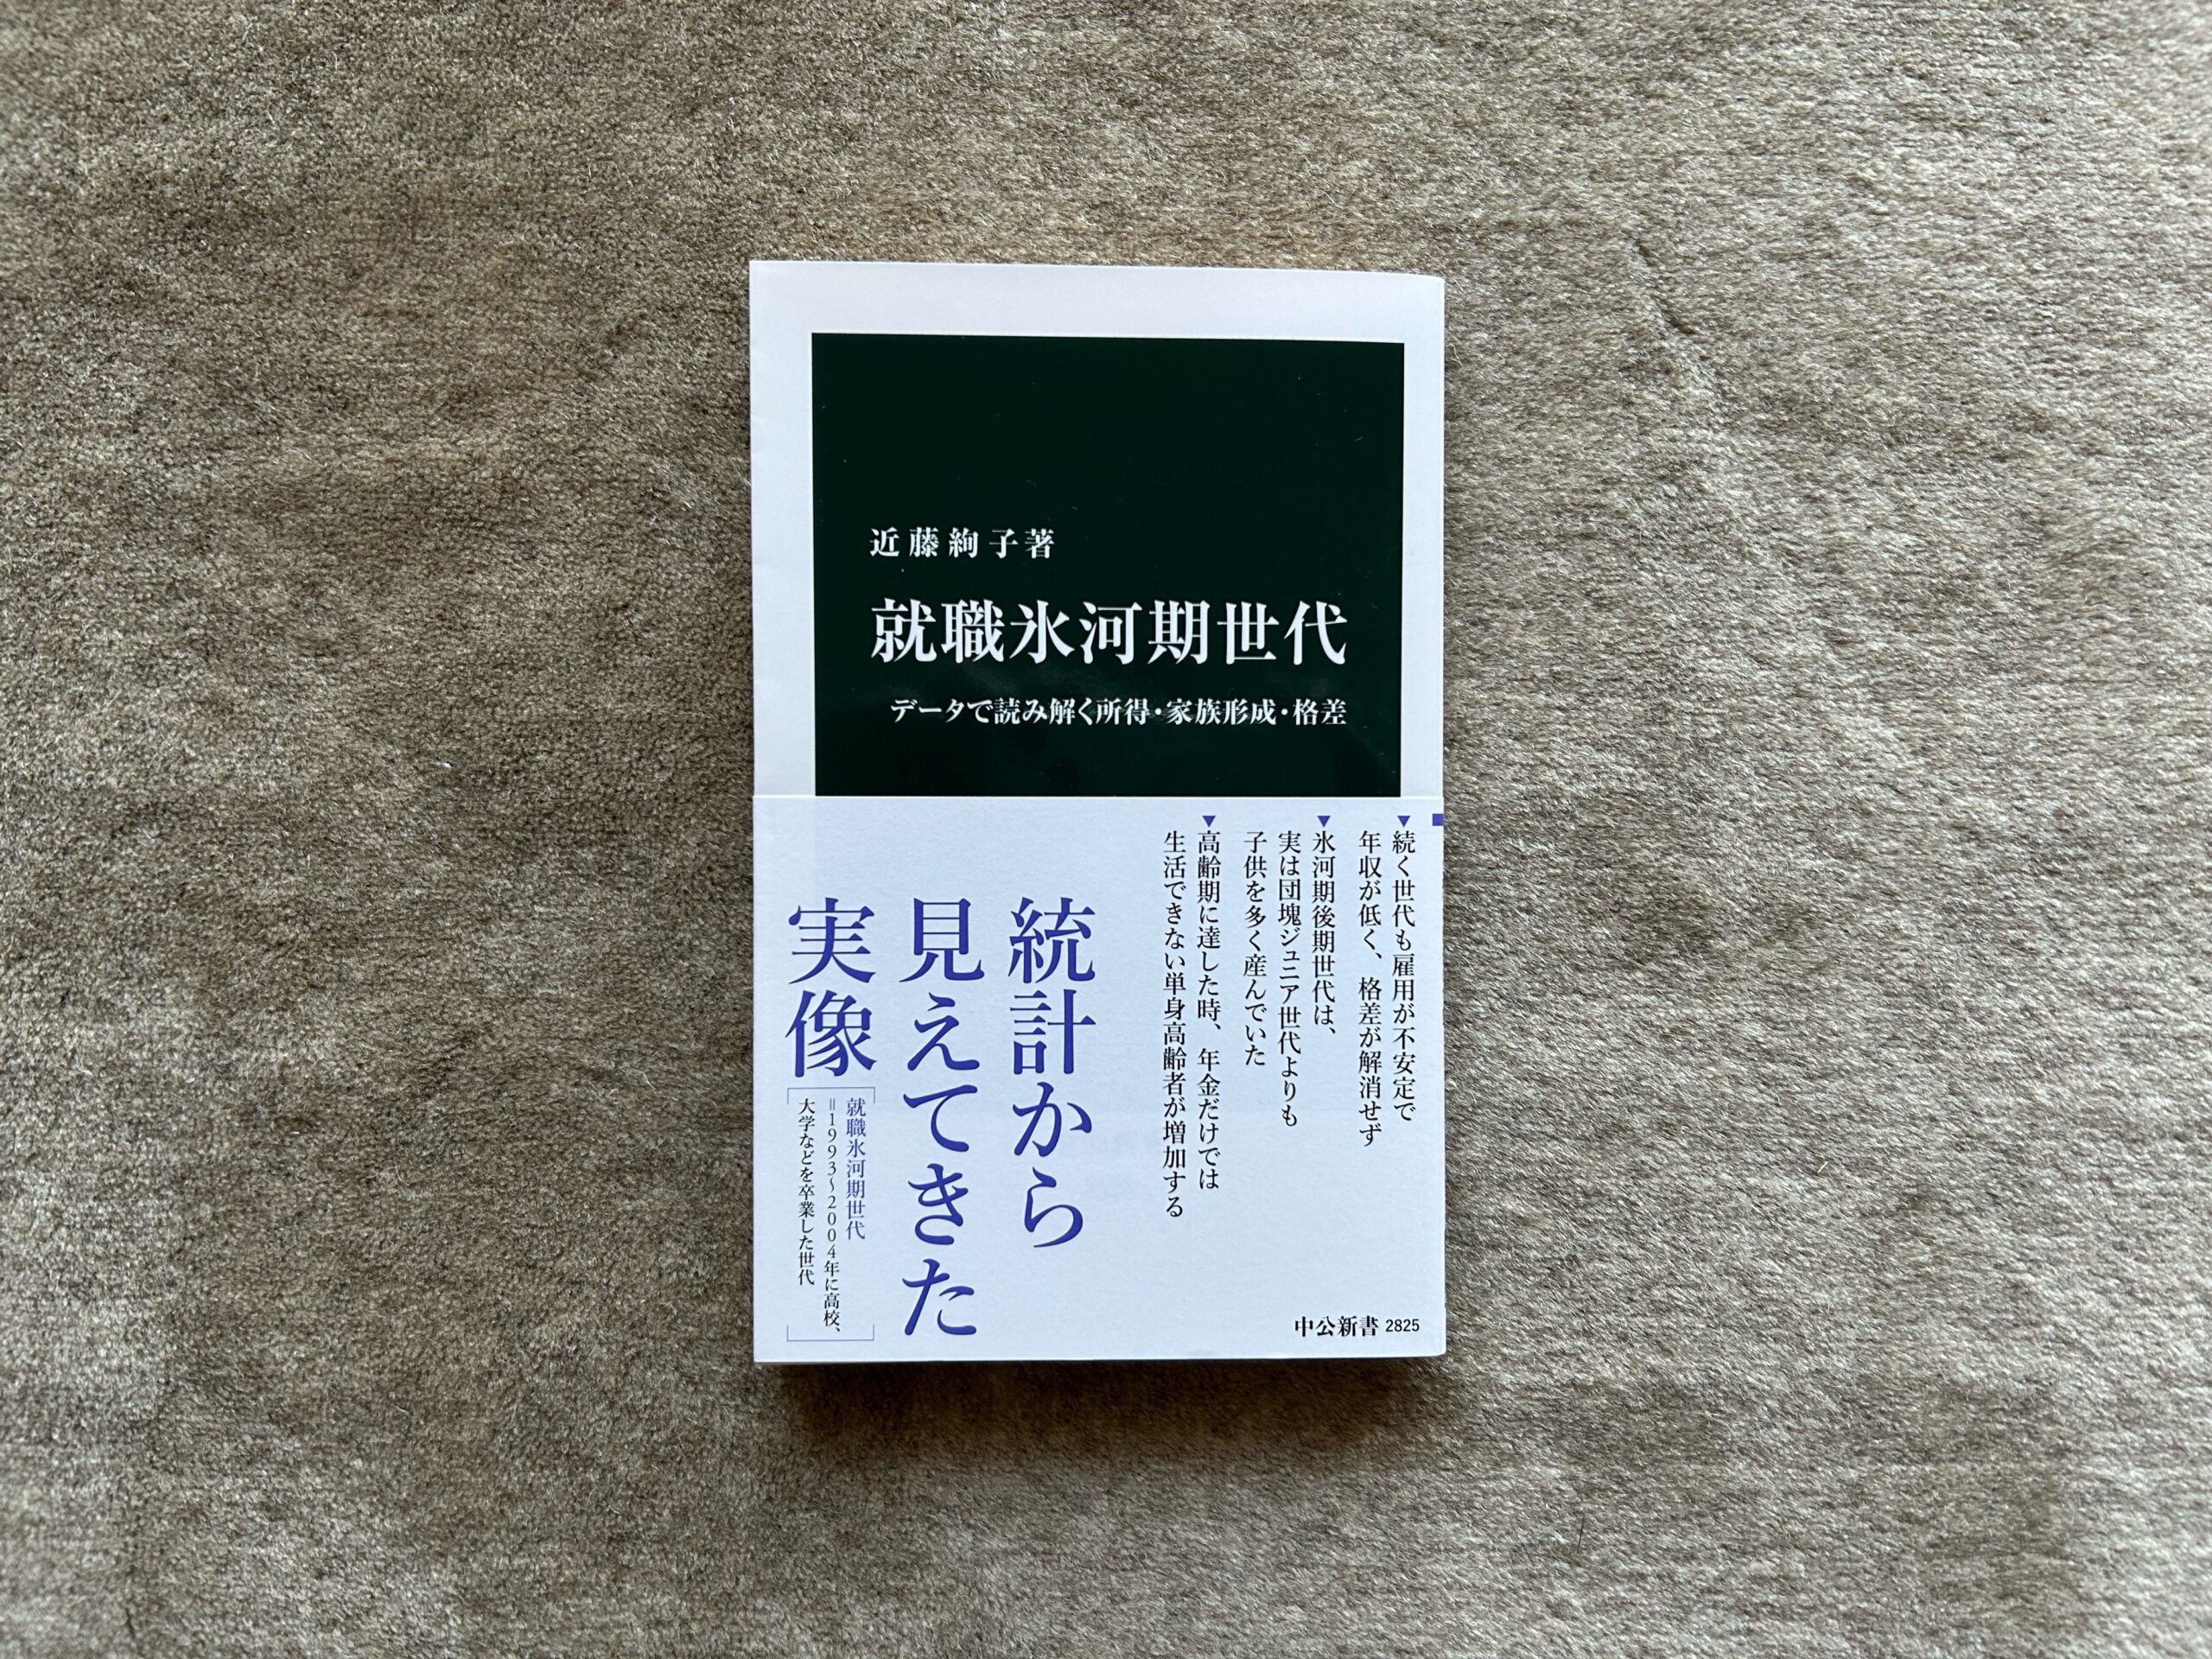 近藤絢子著
就職氷河期世代
データで読み解く所得・家族形成・格差
▼続く世代も雇用が不安定で
年収が低く、格差が解消せず
▼氷河期後期世代は、
実は団塊ジュニア世代よりも
子供を多く産んでいた
▼高齢期に達した時、年金だけでは
生活できない単身高齢者が増加する
統計から
見えてきた
実像
就職氷河期世代
＝1993〜2004年に高校、
大学などを卒業した世代
中公新書 2825